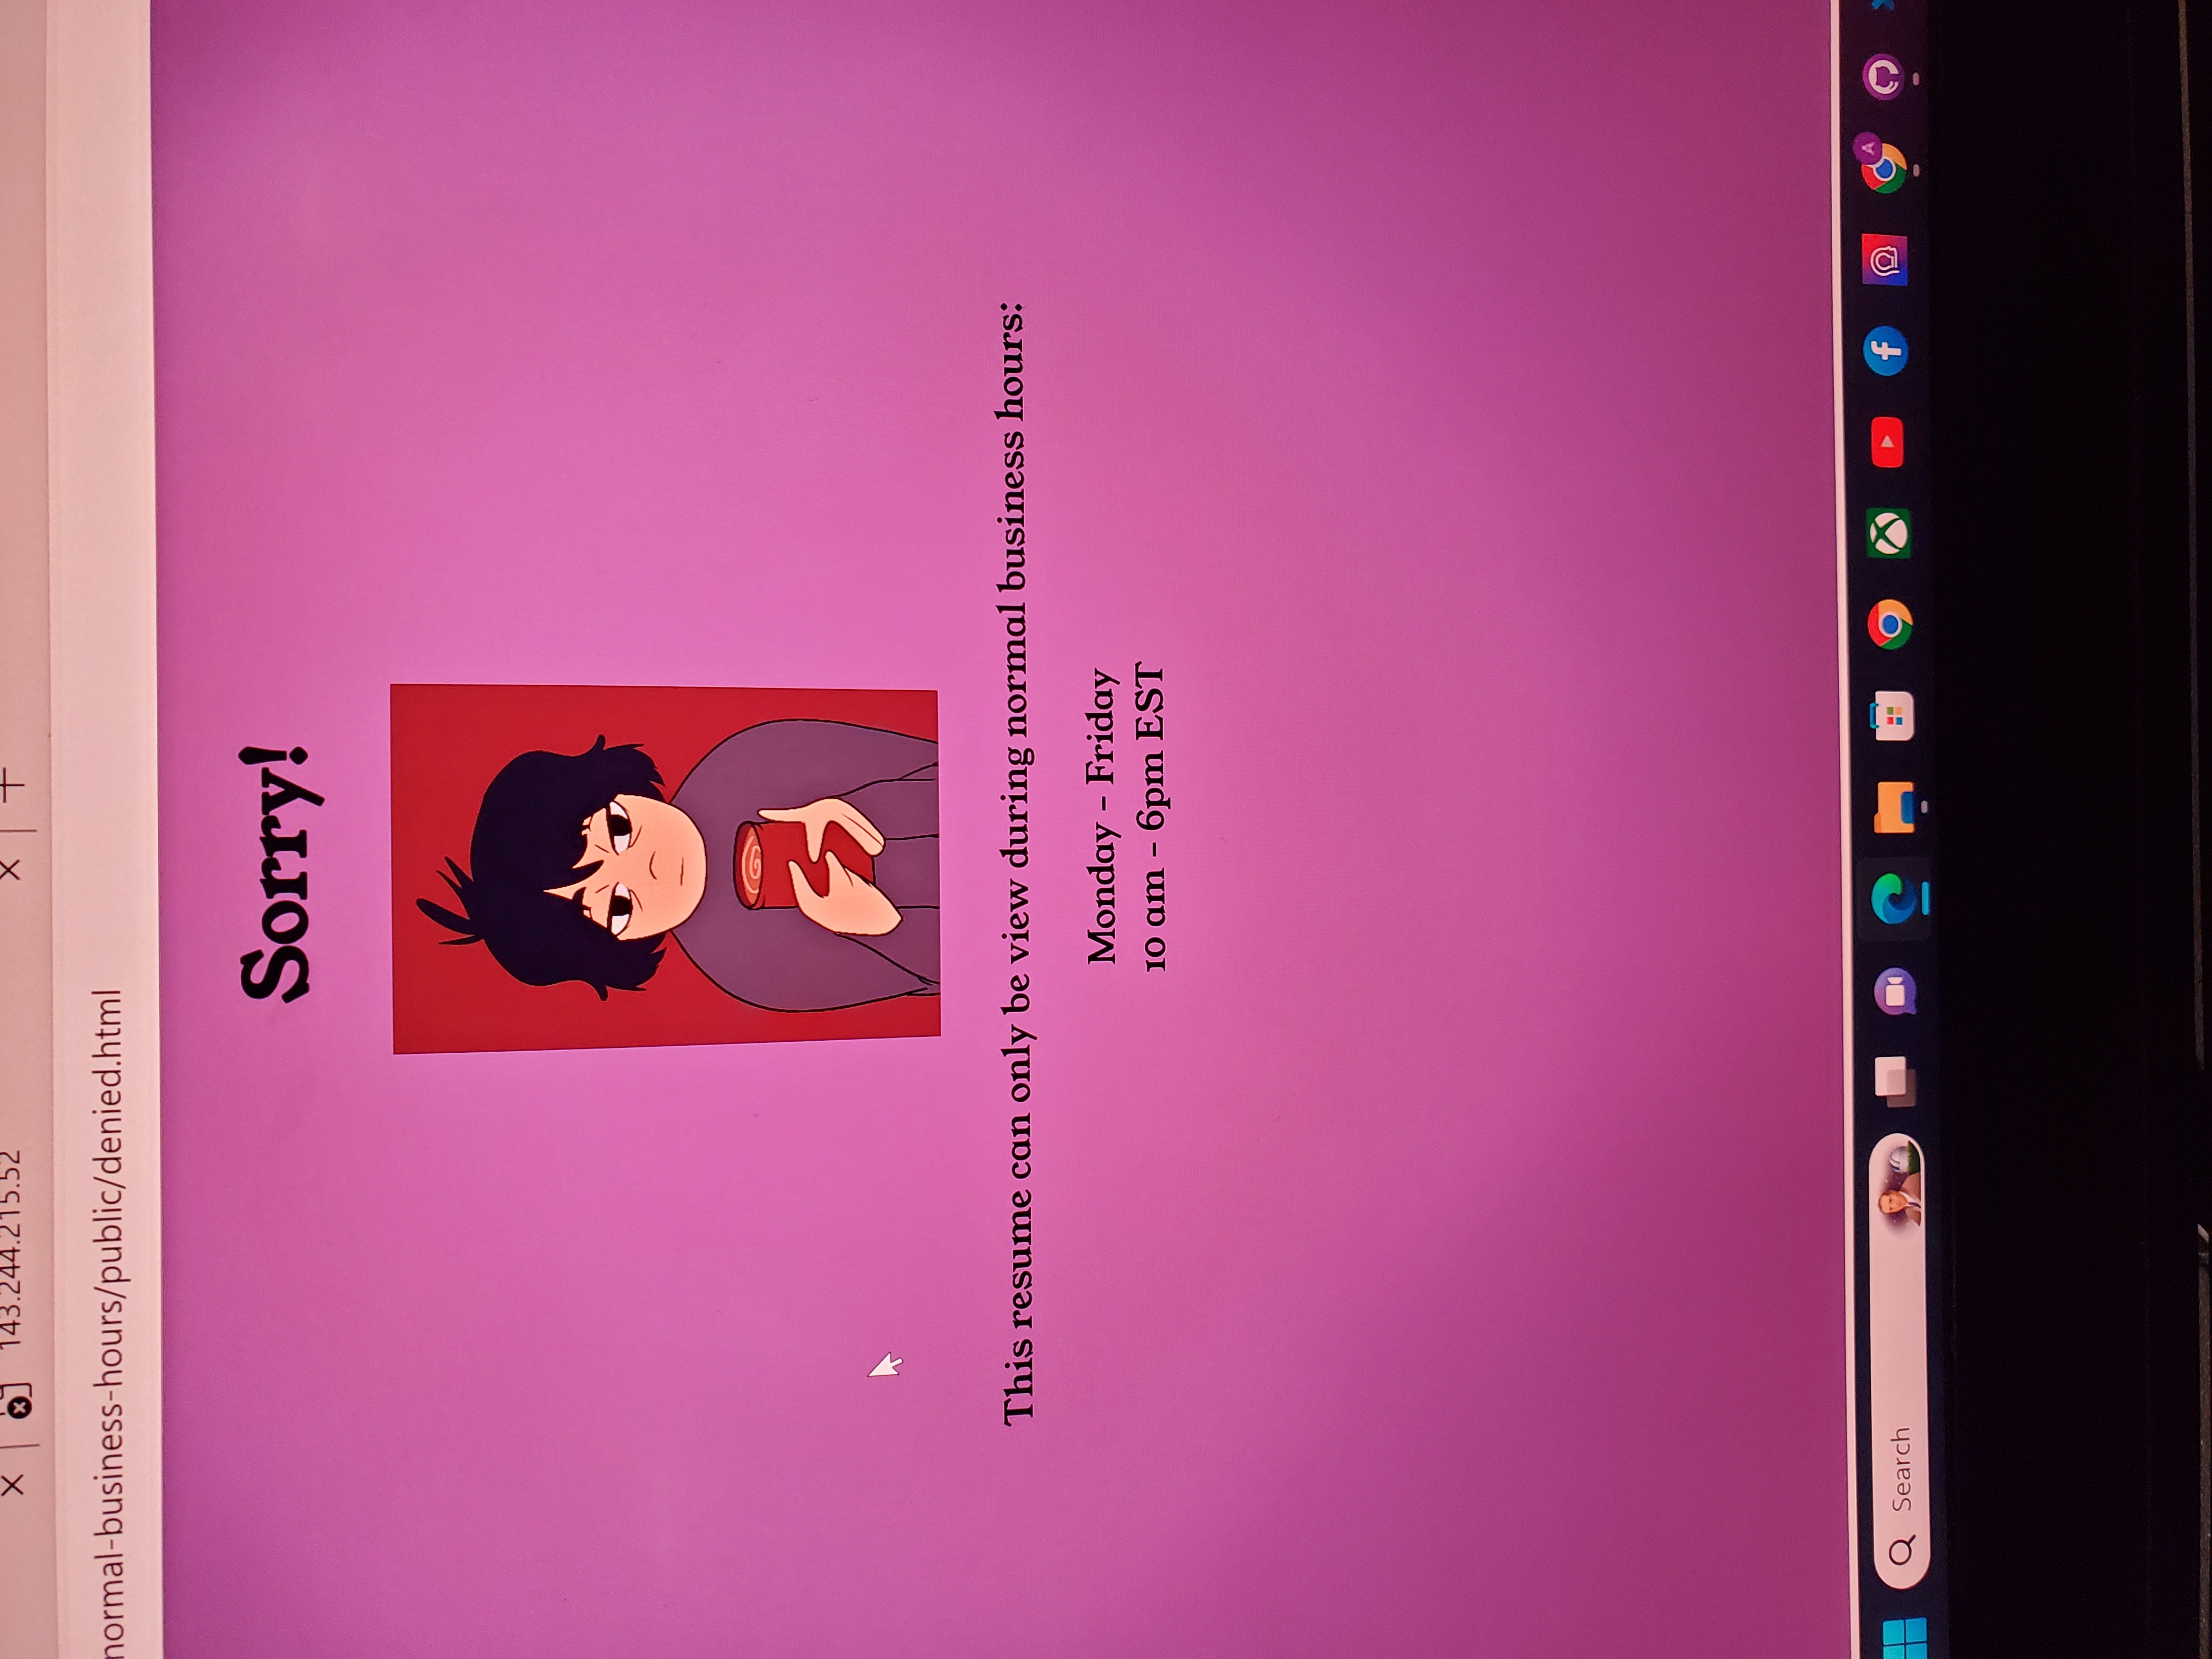 143.244.215.52
normal-business-hours/public/denied.html
Sorry!
This resume can only be view during normal business hours:
Monday - Friday
10 am - 6pm EST
Search
A